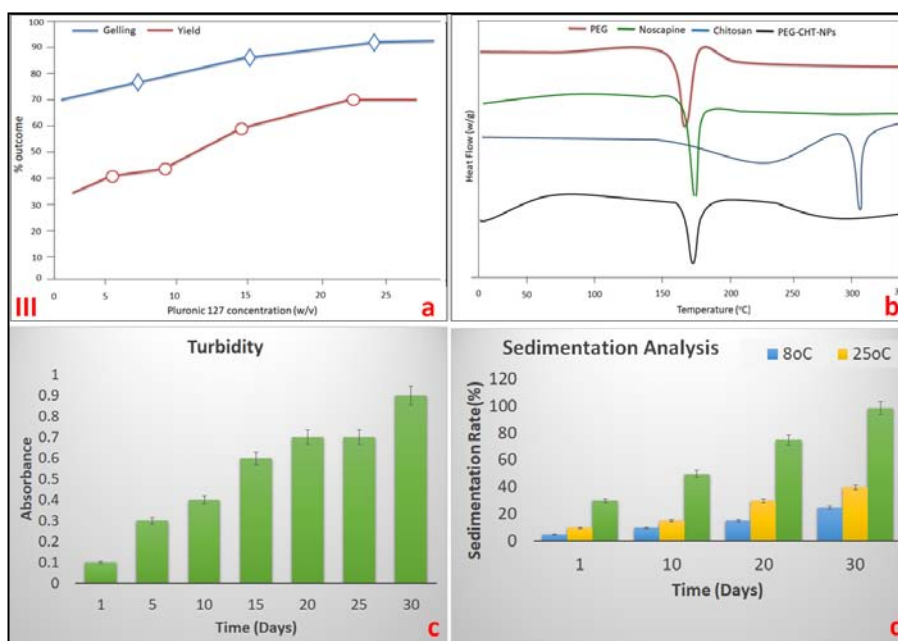 Gelling Yield
100
90
80
70
60
50
40
30
20
100
0
% outcome
0 5 10 15 20 25
Pluronic 127 concentration (w/v)
III
a
PEG Noscapine Chitosan PEG-CHT-NPs
Heat Flow (w/g)
50 100 150 200 250 300
Temperature (°C)
b
Turbidity
1
0.9
0.8
0.7
0.6
0.5
0.4
0.3
0.2
0.1
0
Absorbance
1 5 10 15 20 25 30
Time (Days)
c
Sedimentation Analysis
8oC 25oC
120
100
80
60
40
20
0
Sedimentation Rate(%)
1 10 20 30
Time (Days)
d